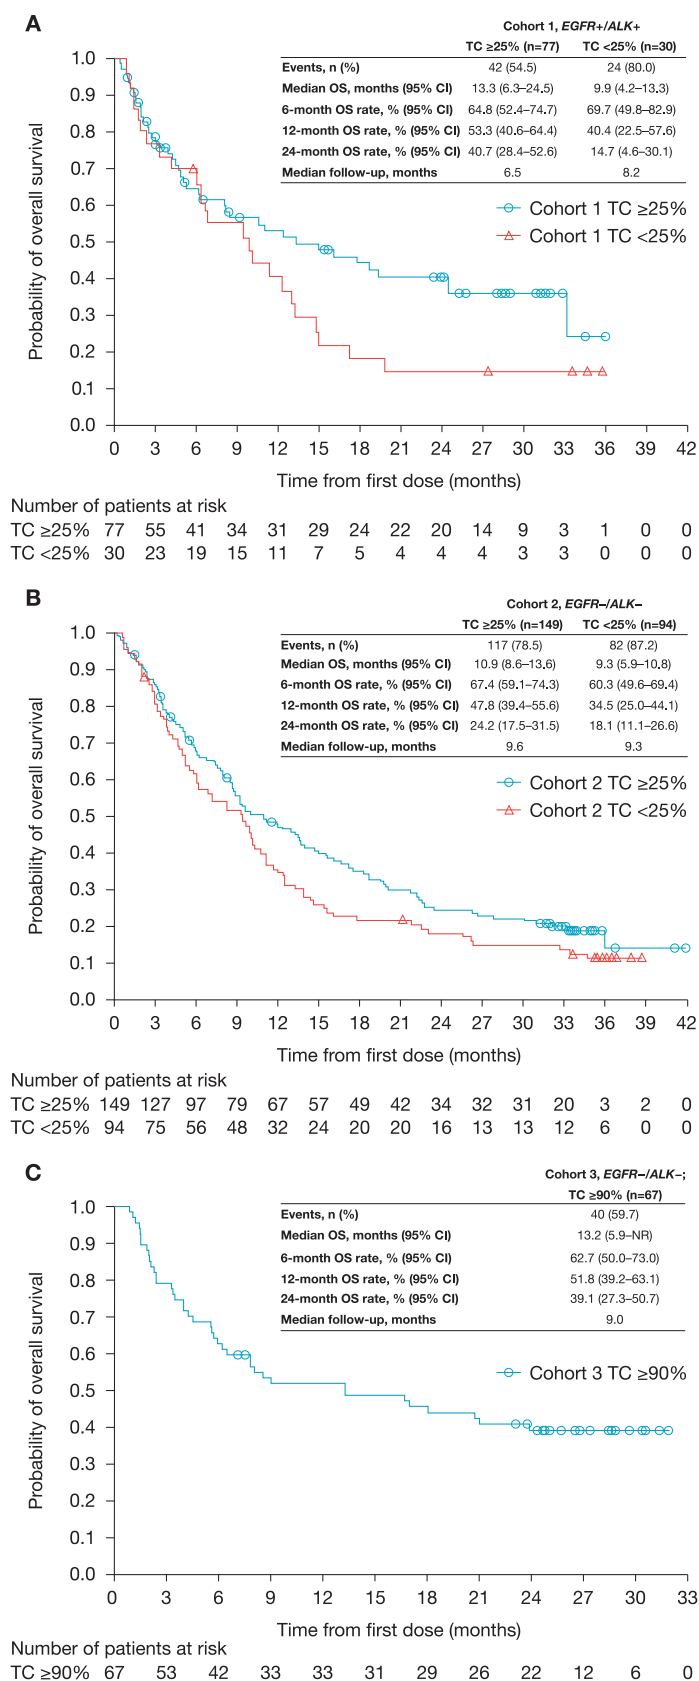 A
Cohort 1, EGFR+/ALK+
TC ≥25% (n=77) TC <25% (n=30)
Events, n (%) 42 (54.5) 24 (80.0)
Median OS, months (95% CI) 13.3 (6.3–24.5) 9.9 (4.2–13.3)
6-month OS rate, % (95% CI) 64.8 (52.4–74.7) 69.7 (49.8–82.9)
12-month OS rate, % (95% CI) 53.3 (40.6–64.4) 40.4 (22.5–57.6)
24-month OS rate, % (95% CI) 40.7 (28.4–52.6) 14.7 (4.6–30.1)
Median follow-up, months 6.5 8.2
Cohort 1 TC ≥25%
Cohort 1 TC <25%
Probability of overall survival
1.0
0.9
0.8
0.7
0.6
0.5
0.4
0.3
0.2
0.1
0.0
0 3 6 9 12 15 18 21 24 27 30 33 36 39 42
Time from first dose (months)
Number of patients at risk
TC ≥25% 77 55 41 34 31 29 24 22 20 14 9 3 1 0 0
TC <25% 30 23 19 15 11 7 5 4 4 4 3 3 0 0 0
B
Cohort 2, EGFR–/ALK–
TC ≥25% (n=149) TC <25% (n=94)
Events, n (%) 117 (78.5) 82 (87.2)
Median OS, months (95% CI) 10.9 (8.6–13.6) 9.3 (5.9–10.8)
6-month OS rate, % (95% CI) 67.4 (59.1–74.3) 60.3 (49.6–69.4)
12-month OS rate, % (95% CI) 47.8 (39.4–55.6) 34.5 (25.0–44.1)
24-month OS rate, % (95% CI) 24.2 (17.5–31.5) 18.1 (11.1–26.6)
Median follow-up, months 9.6 9.3
Cohort 2 TC ≥25%
Cohort 2 TC <25%
Probability of overall survival
1.0
0.9
0.8
0.7
0.6
0.5
0.4
0.3
0.2
0.1
0.0
0 3 6 9 12 15 18 21 24 27 30 33 36 39 42
Time from first dose (months)
Number of patients at risk
TC ≥25% 149 127 97 79 67 57 49 42 34 32 31 20 3 2 0
TC <25% 94 75 56 48 32 24 20 20 16 13 13 12 6 0 0
C
Cohort 3, EGFR–/ALK–;
TC ≥90% (n=67)
Events, n (%) 40 (59.7)
Median OS, months (95% CI) 13.2 (5.9–NR)
6-month OS rate, % (95% CI) 62.7 (50.0–73.0)
12-month OS rate, % (95% CI) 51.8 (39.2–63.1)
24-month OS rate, % (95% CI) 39.1 (27.3–50.7)
Median follow-up, months 9.0
Cohort 3 TC ≥90%
Probability of overall survival
1.0
0.9
0.8
0.7
0.6
0.5
0.4
0.3
0.2
0.1
0.0
0 3 6 9 12 15 18 21 24 27 30 33
Time from first dose (months)
Number of patients at risk
TC ≥90% 67 53 42 33 33 31 29 26 22 12 6 0